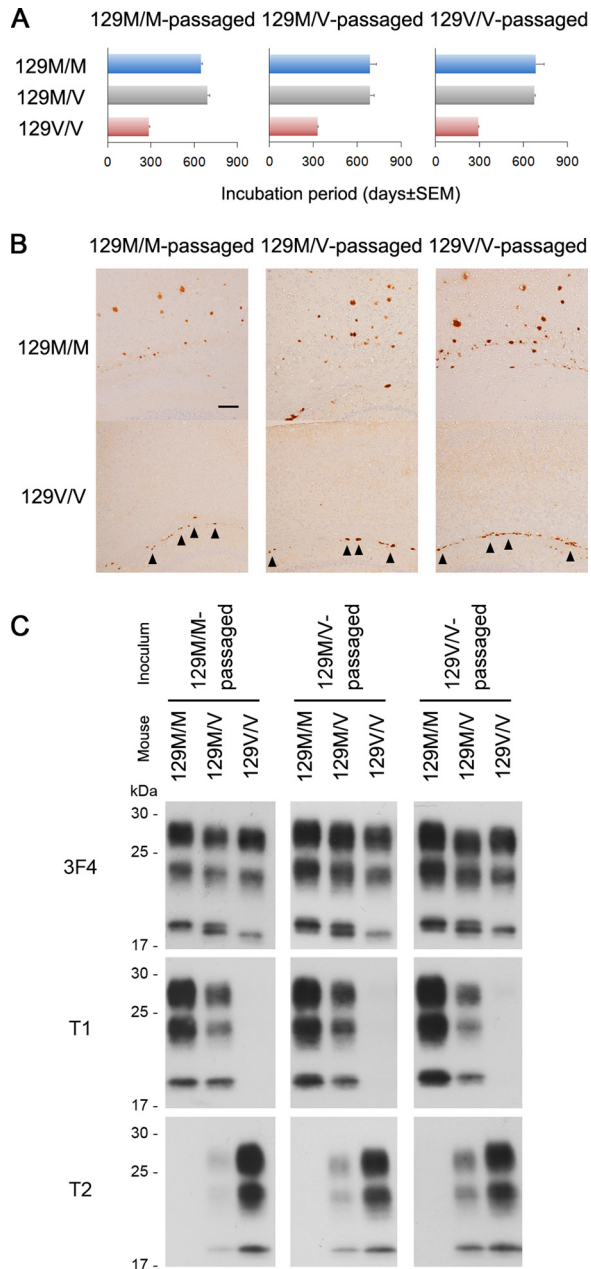 A
129M/M-passaged 129M/V-passaged 129V/V-passaged
129M/M
129M/V
129V/V
0 300 600 900 0 300 600 900 0 300 600 900
Incubation period (days±SEM)
B
129M/M-passaged 129M/V-passaged 129V/V-passaged
129M/M
129V/V
C
Inoculum
129M/M-
passaged
129M/V-
passaged
129V/V-
passaged
Mouse
129M/M 129M/V 129V/V 129M/M 129M/V 129V/V 129M/M 129M/V 129V/V
kDa
30 -
25 -
3F4
17 -
30 -
25 -
T1
17 -
30 -
25 -
T2
17 -